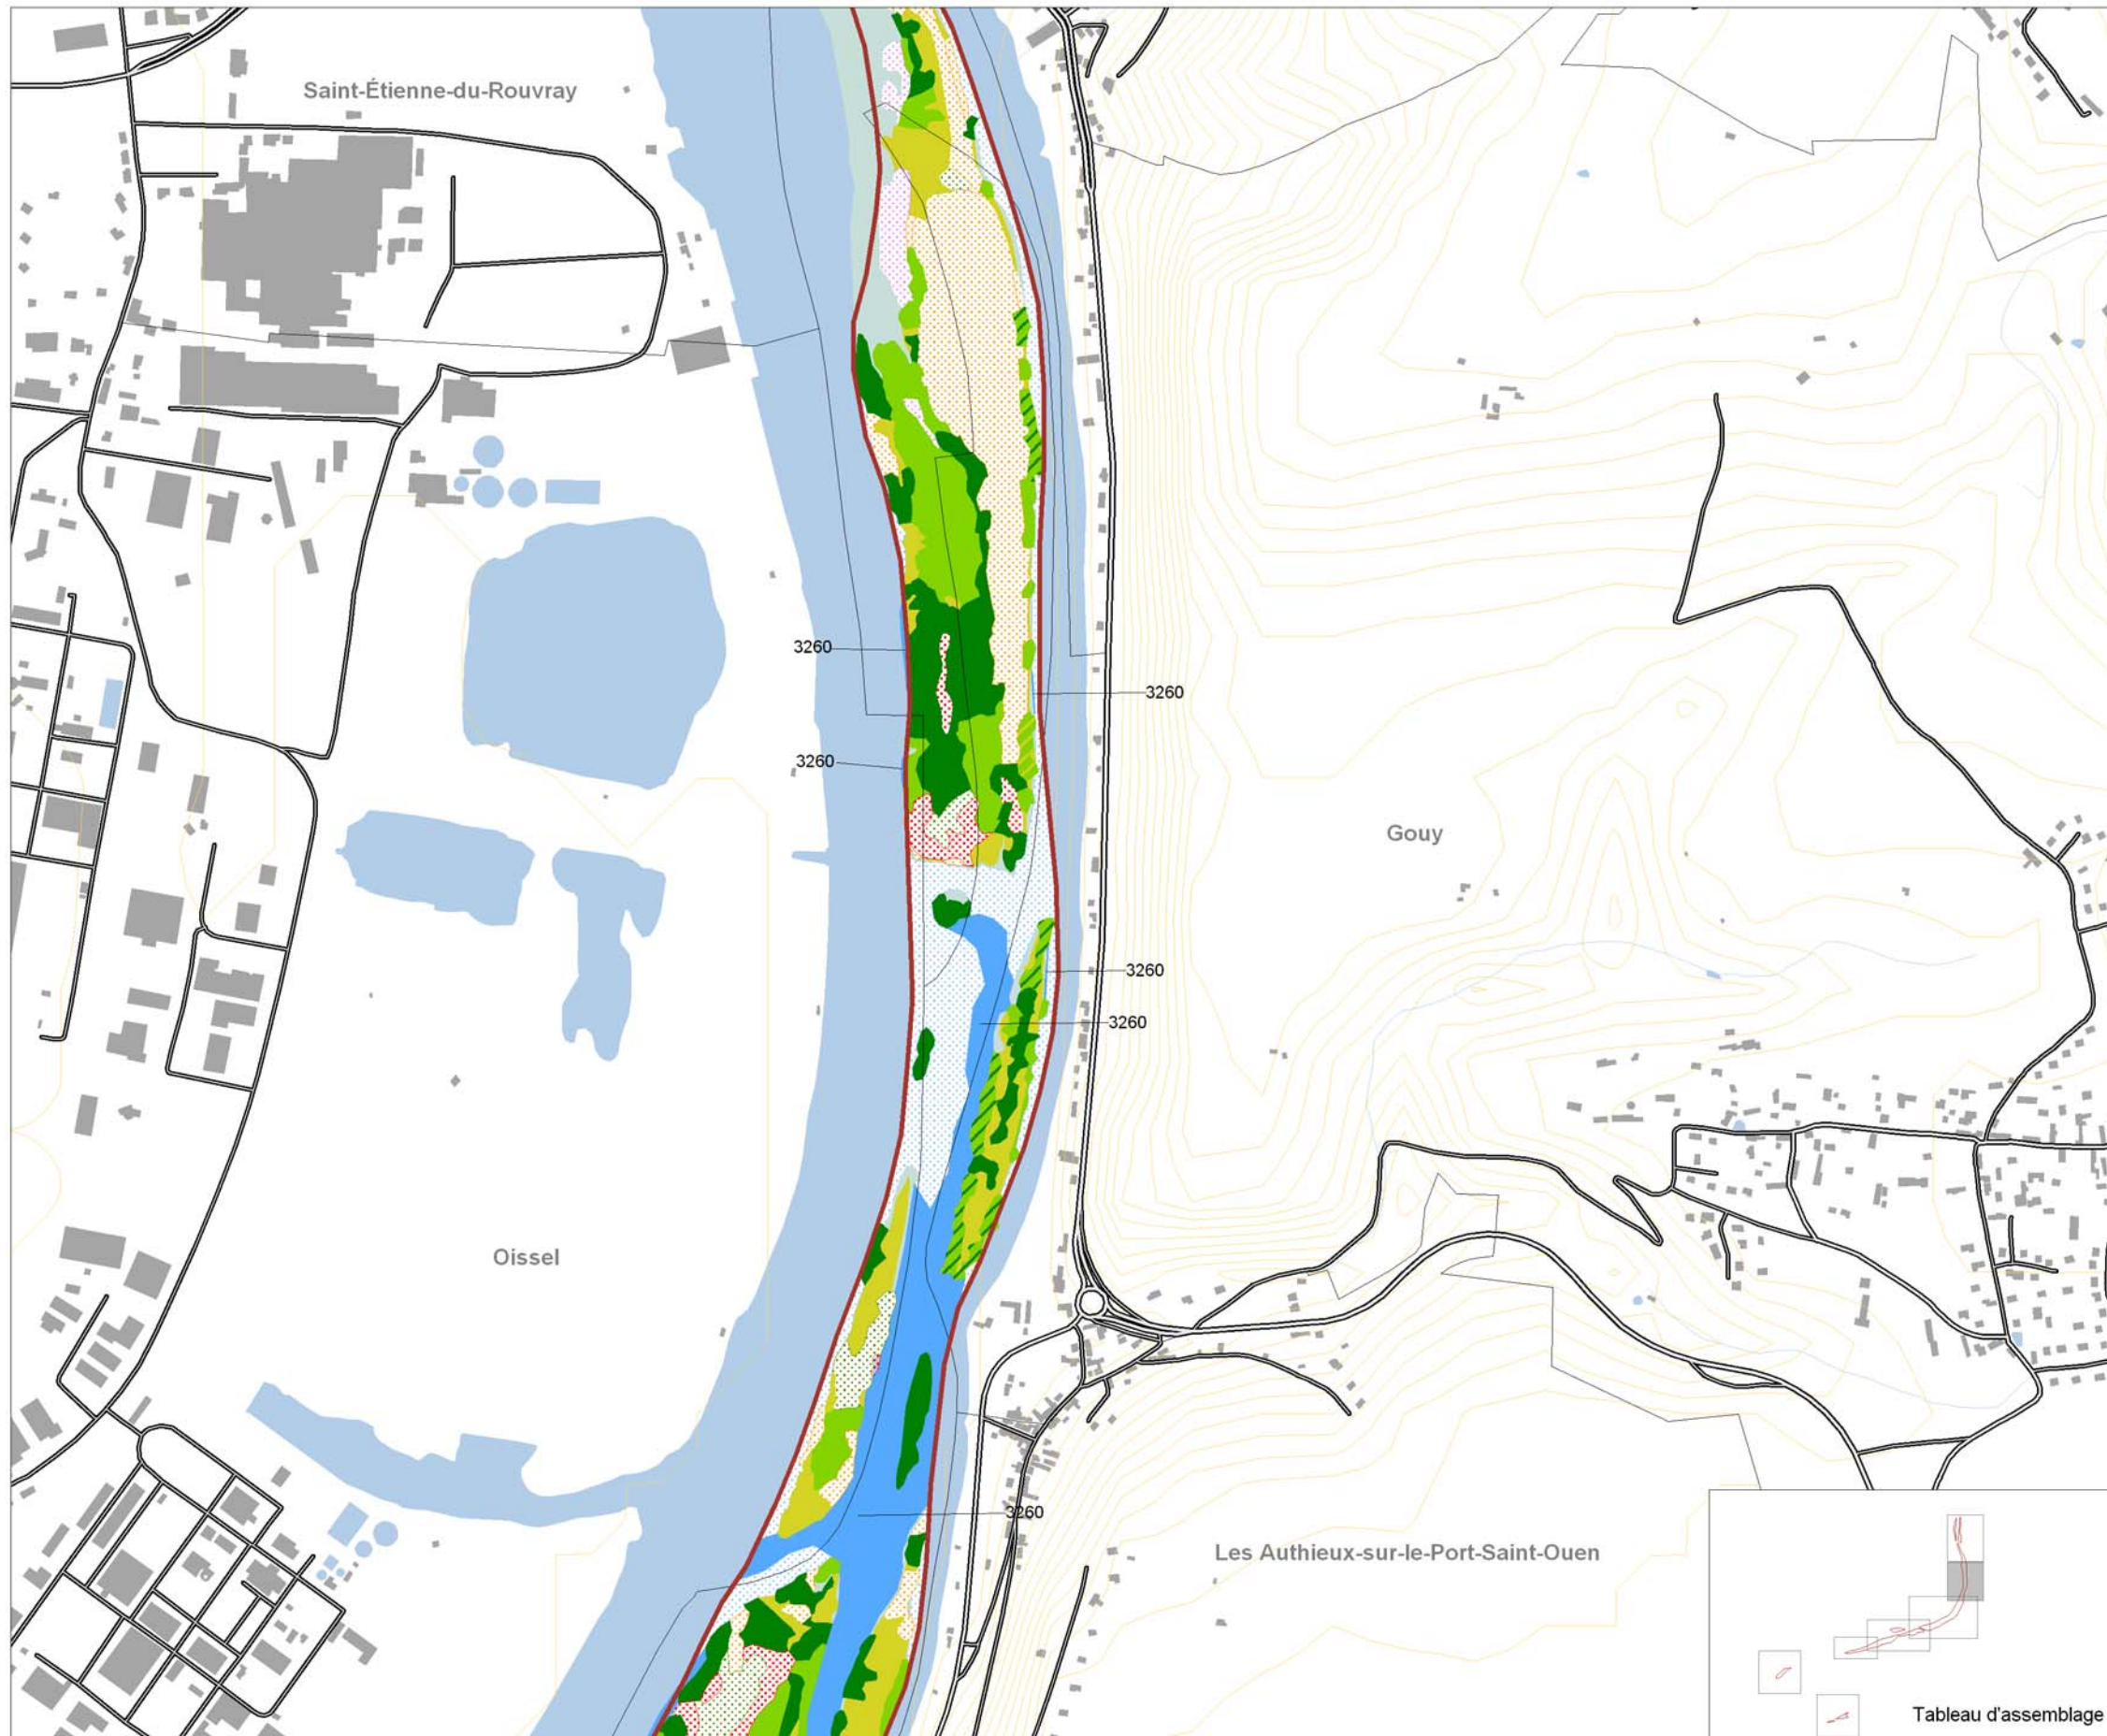 Saint-Étienne-du-Rouvray
3260
3260
3260
Gouy
3260
3260
Oissel
3260
Les Authieux-sur-le-Port-Saint-Ouen
Tableau d'assemblage